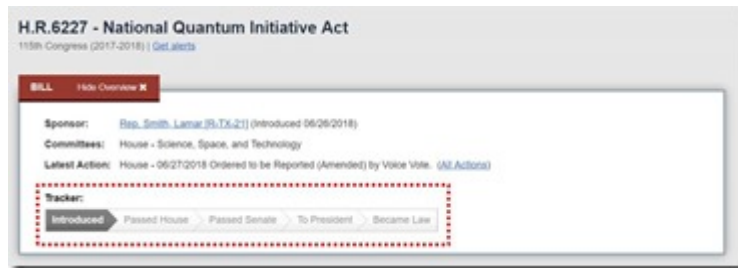 H.R.6227 - National Quantum Initiative Act
115th Congress (2017-2018) | Get alerts
BILL Hide Overview ✖
Sponsor: Rep. Smith, Lamar [R-TX-21] (Introduced 06/26/2018)
Committees: House - Science, Space, and Technology
Latest Action: House - 06/27/2018 Ordered to be Reported (Amended) by Voice Vote. (All Actions)
Tracker:
Introduced Passed House Passed Senate To President Became Law